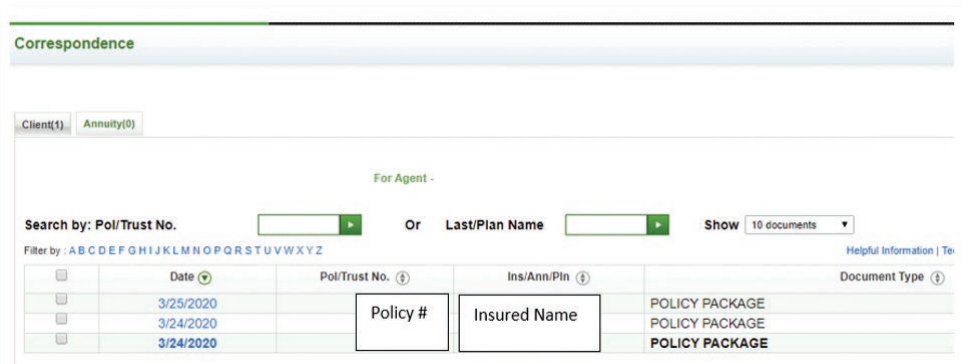 Correspondence
Client(1) Annuity(0)
For Agent -
Search by: Pol/Trust No. Or Last/Plan Name Show 10 documents
Filter by : A B C D E F G H I J K L M N O P Q R S T U V W X Y Z Helpful Information |
Date Pol/Trust No. Ins/Ann/Pln Document Type
3/25/2020 POLICY PACKAGE
Policy # Insured Name
3/24/2020 POLICY PACKAGE
3/24/2020 POLICY PACKAGE